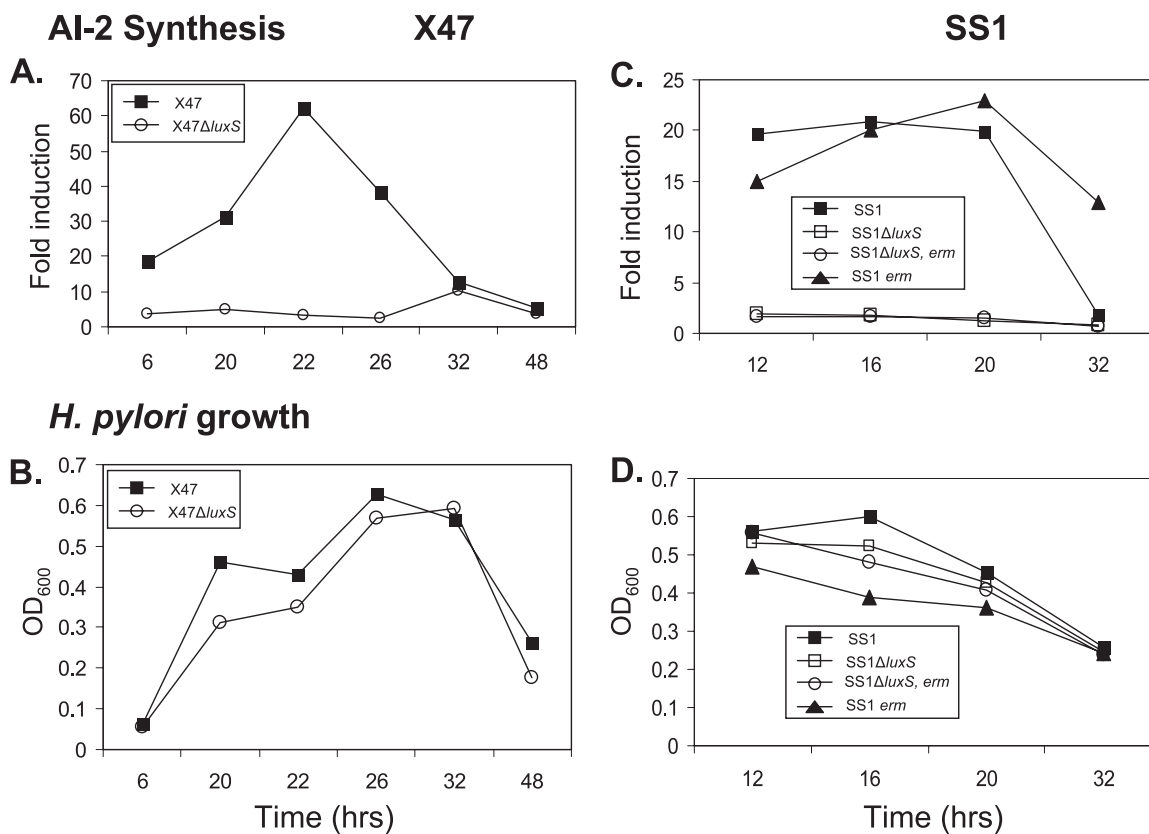 AI-2 Synthesis X47 SS1
A.
Fold induction
70
60
50
40
30
20
10
0
X47
X47ΔluxS
6 20 22 26 32 48
C.
Fold induction
25
20
15
10
5
0
SS1
SS1ΔluxS
SS1ΔluxS, erm
SS1 erm
12 16 20 32
H. pylori growth
B.
OD600
0.7
0.6
0.5
0.4
0.3
0.2
0.1
0
X47
X47ΔluxS
6 20 22 26 32 48
Time (hrs)
D.
OD600
0.7
0.6
0.5
0.4
0.3
0.2
0.1
0
SS1
SS1ΔluxS
SS1ΔluxS, erm
SS1 erm
12 16 20 32
Time (hrs)